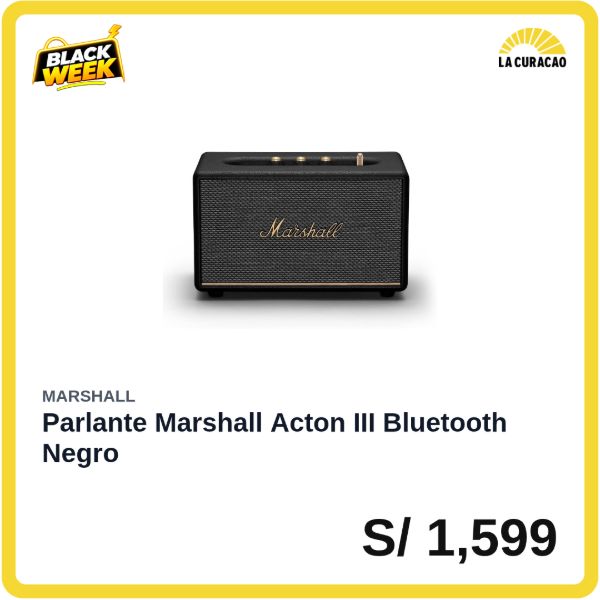 BLACK
WEEK
LA CURACAO
Marshall
MARSHALL
Parlante Marshall Acton III Bluetooth
Negro
S/ 1,599